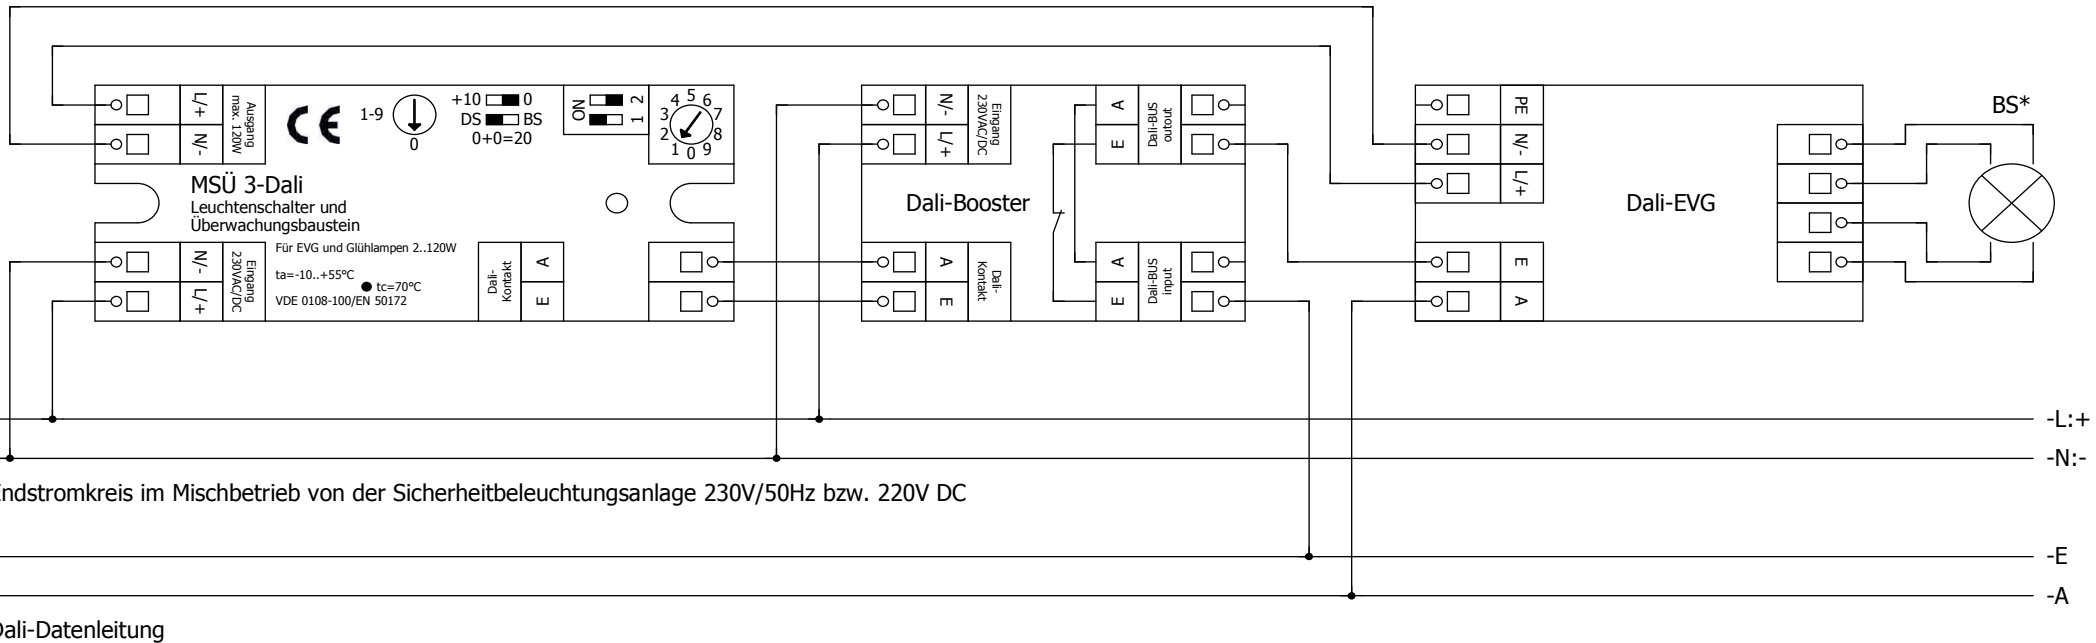 L/+
N/-
Ausgang
max. 120W
CE
1-9
0
+10 0
DS BS
0+0=20
ON
2
1
4 5 6
3 7
2 8
1 0 9
MSÜ 3-Dali
Leuchtenschalter und
Überwachungsbaustein
N/-
L/+
Eingang
230VAC/DC
Für EVG und Glühlampen 2..120W
ta=-10..+55°C
tc=70°C
VDE 0108-100/EN 50172
Dali-
Kontakt
A
E
N/-
L/+
Eingang
230VAC/DC
A
E
Dali-BUS
outout
Dali-Booster
A
E
Dali-
Kontakt
A
E
Dali-BUS
input
PE
N/-
L/+
Dali-EVG
E
A
BS*
-L:+
-N:-
Endstromkreis im Mischbetrieb von der Sicherheitbeleuchtungsanlage 230V/50Hz bzw. 220V DC
-E
-A
Dali-Datenleitung